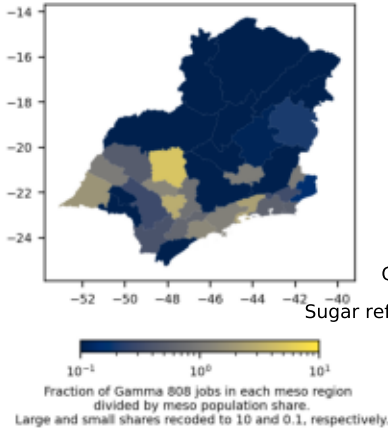 −14
−16
−18
−20
−22
−24
−52 −50 −48 −46 −44 −42 −40
Sugar ref
10⁻¹ 10⁰ 10¹
Fraction of Gamma 808 jobs in each meso region
divided by meso population share.
Large and small shares recoded to 10 and 0.1, respectively.